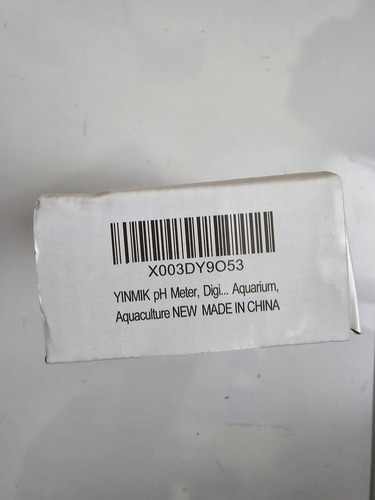 X003DY9O53
YINMIK pH Meter, Digi... Aquarium,
Aquaculture NEW MADE IN CHINA